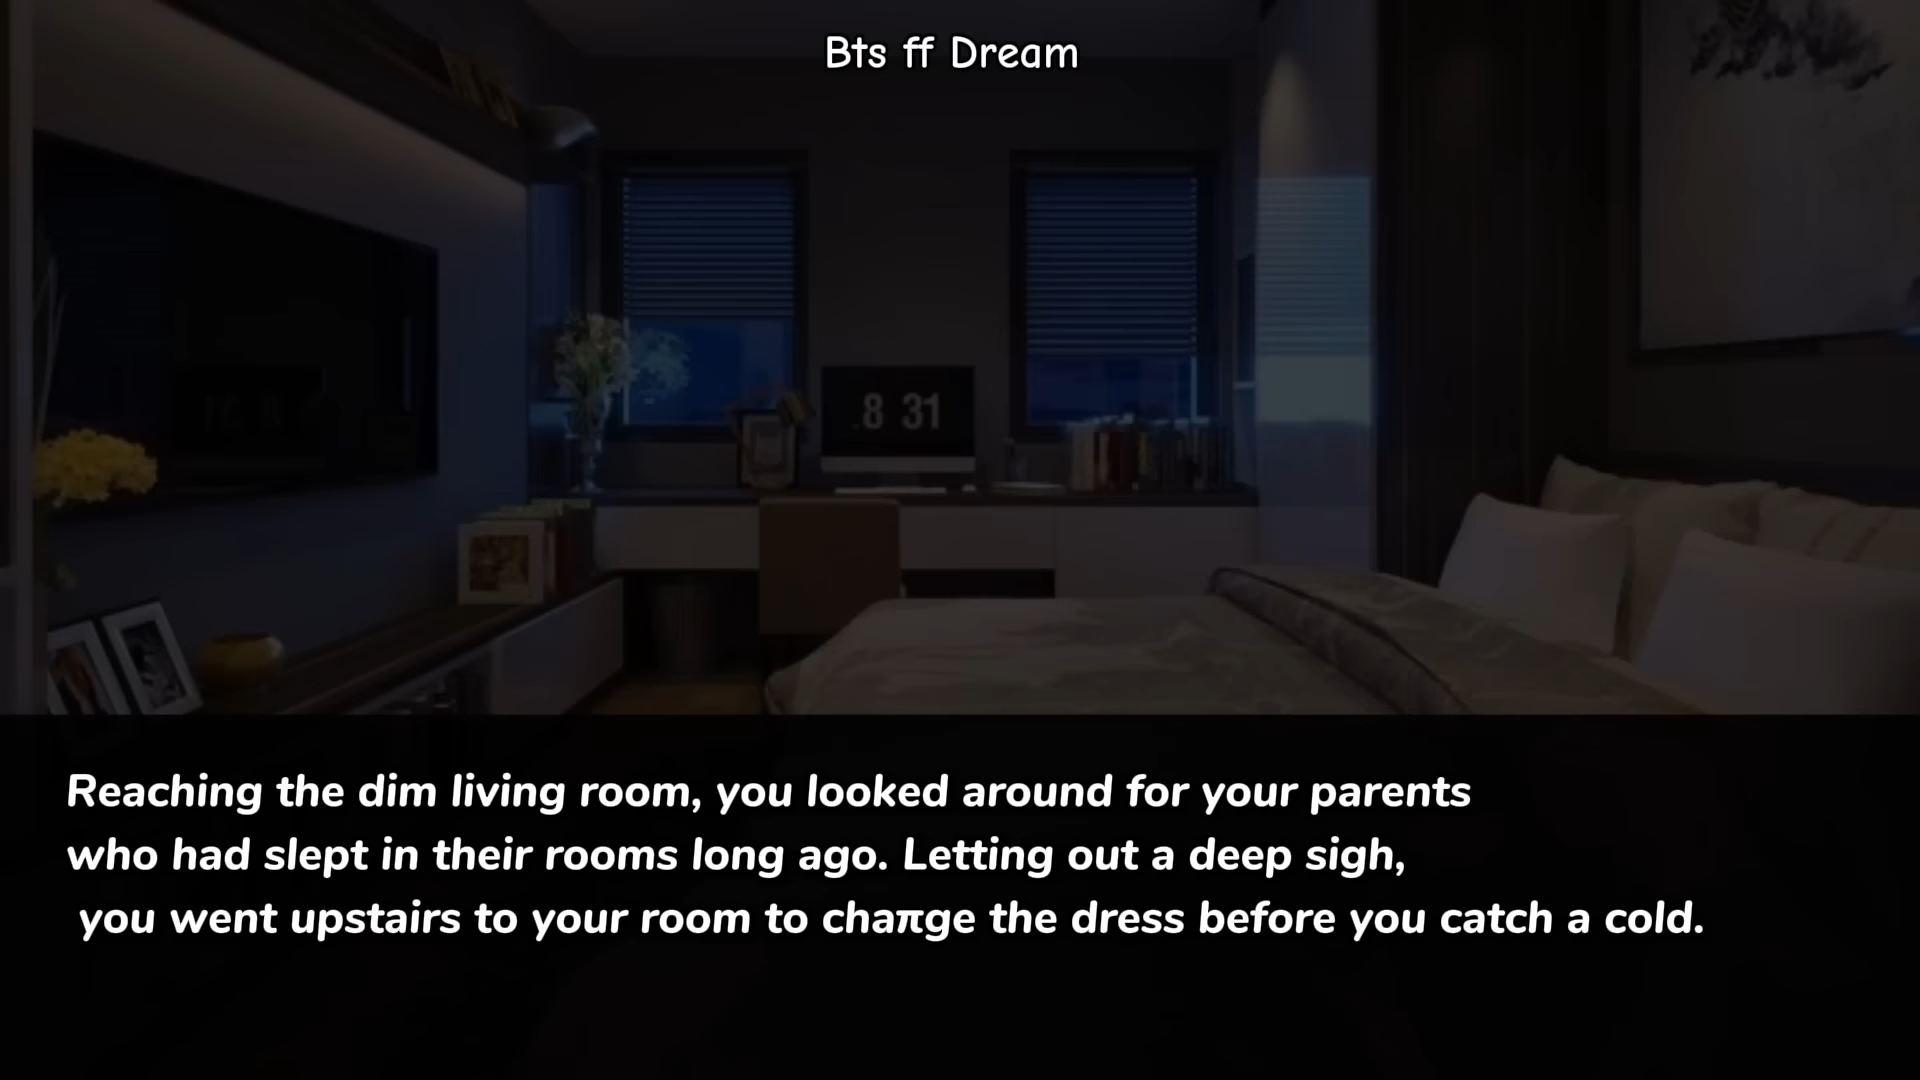 Bts ff Dream
8 31
Reaching the dim living room, you looked around for your parents
who had slept in their rooms long ago. Letting out a deep sigh,
you went upstairs to your room to chaπge the dress before you catch a cold.